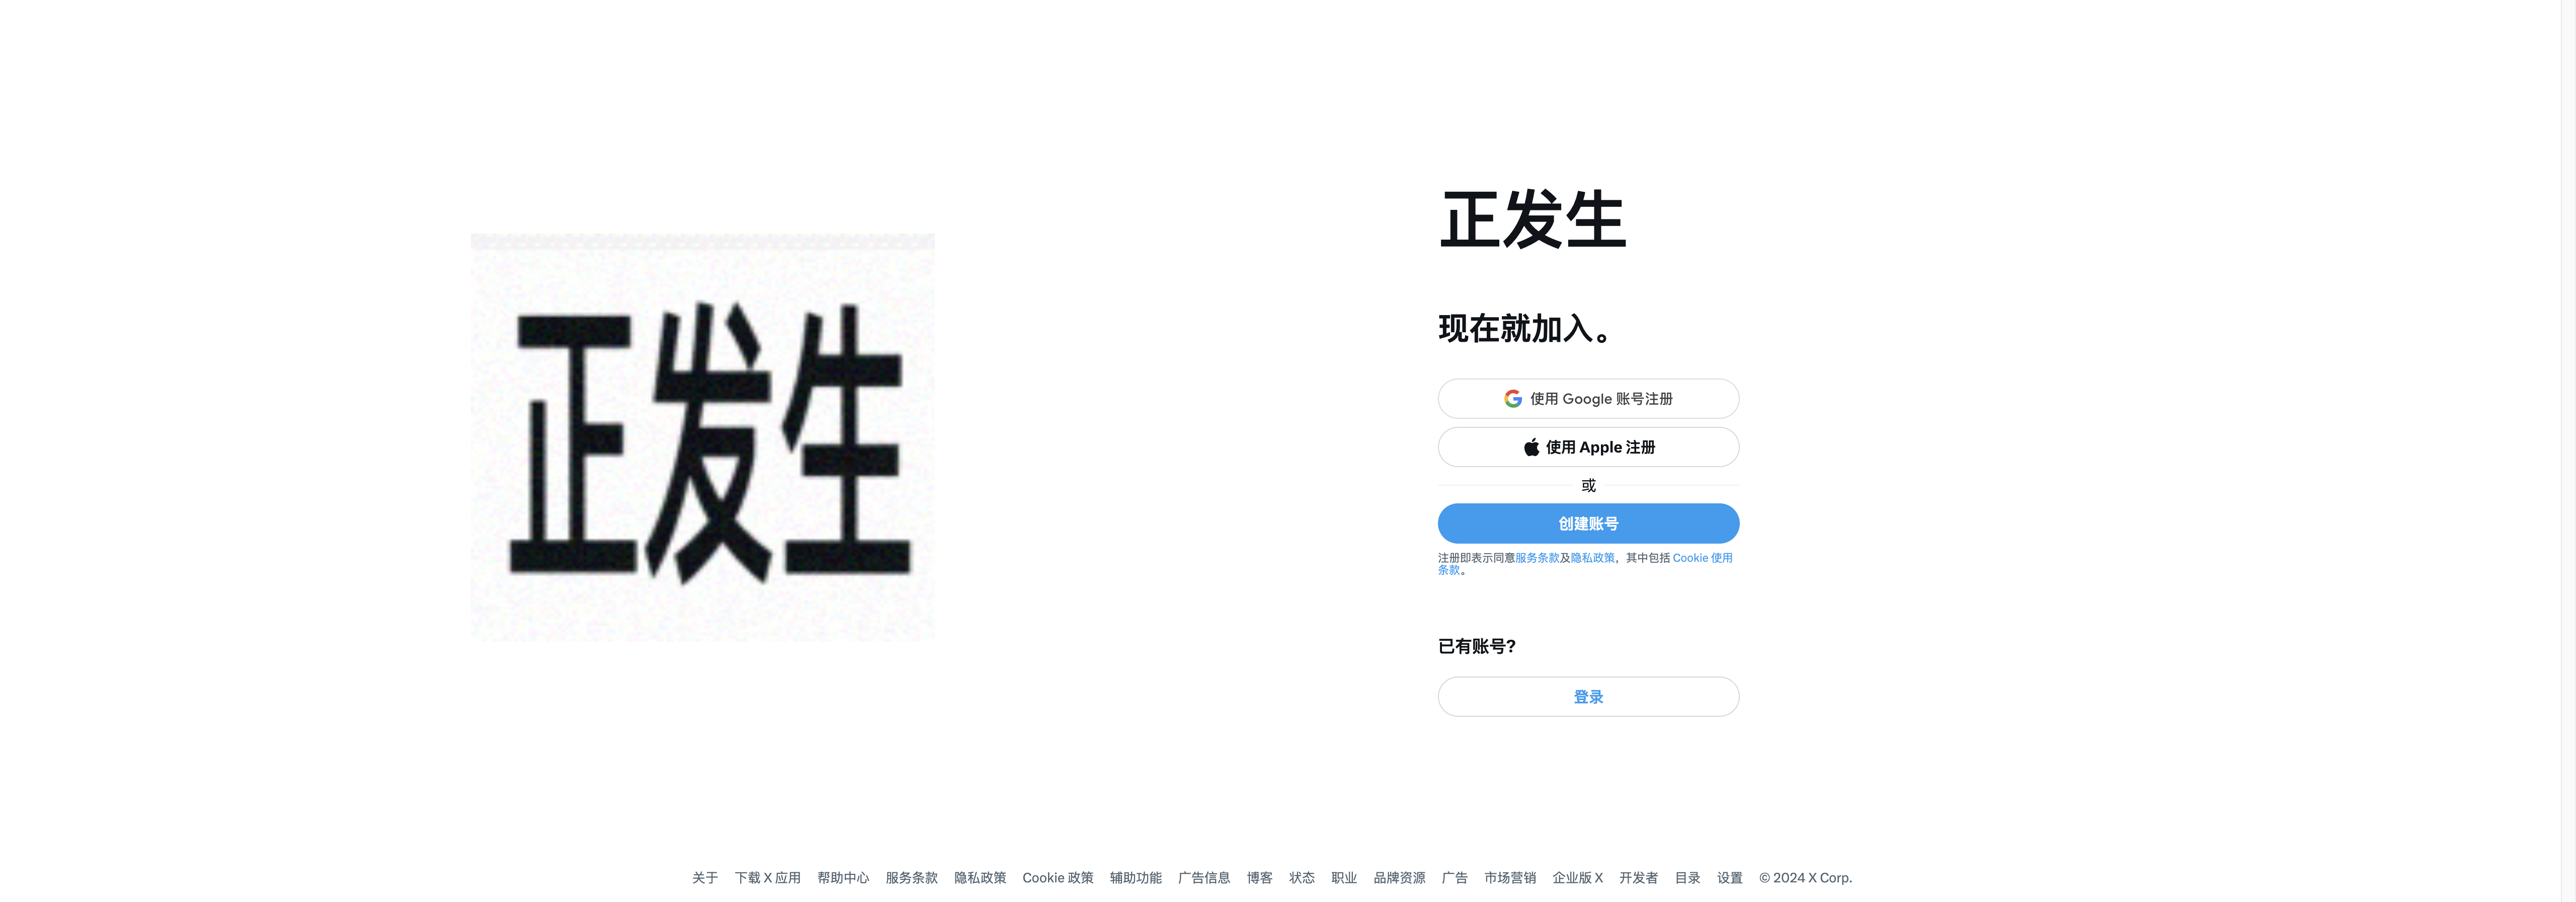 正发生
正发生
现在就加入。
使用 Google 账号注册
使用 Apple 注册
或
创建账号
注册即表示同意服务条款及隐私政策，其中包括 Cookie 使用
条款。
已有账号？
登录
关于 下载 X 应用 帮助中心 服务条款 隐私政策 Cookie 政策 辅助功能 广告信息 博客 状态 职业 品牌资源 广告 市场营销 企业版 X 开发者 目录 设置 © 2024 X Corp.